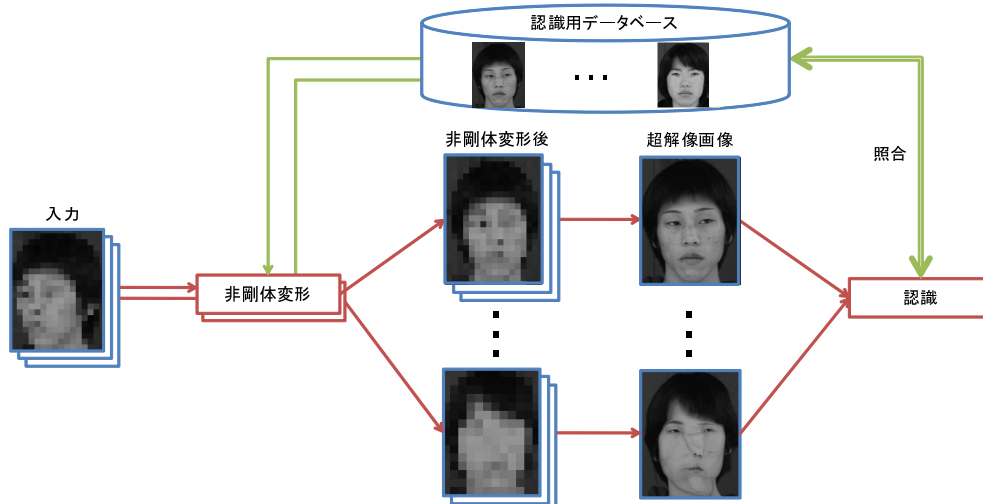 認識用データベース
・・・
非剛体変形後
超解像画像
照合
入力
非剛体変形
認識